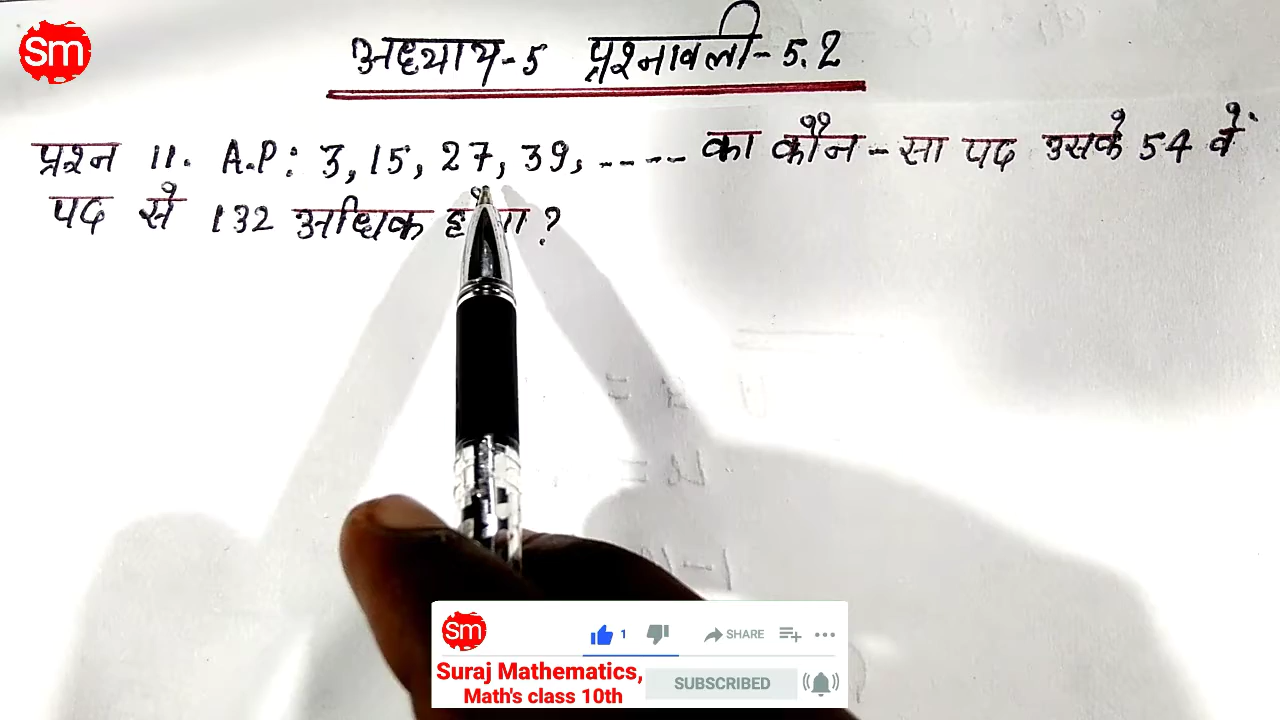 Sm
अध्याय-5 प्रश्नावली-5.2
प्रश्न 11. A.P: 3, 15, 27, 39, ----- का कौन-सा पद उसके 54 वें
पद से 132 अधिक होगा?
Sm
1 SHARE
Suraj Mathematics,
Math's class 10th
SUBSCRIBED